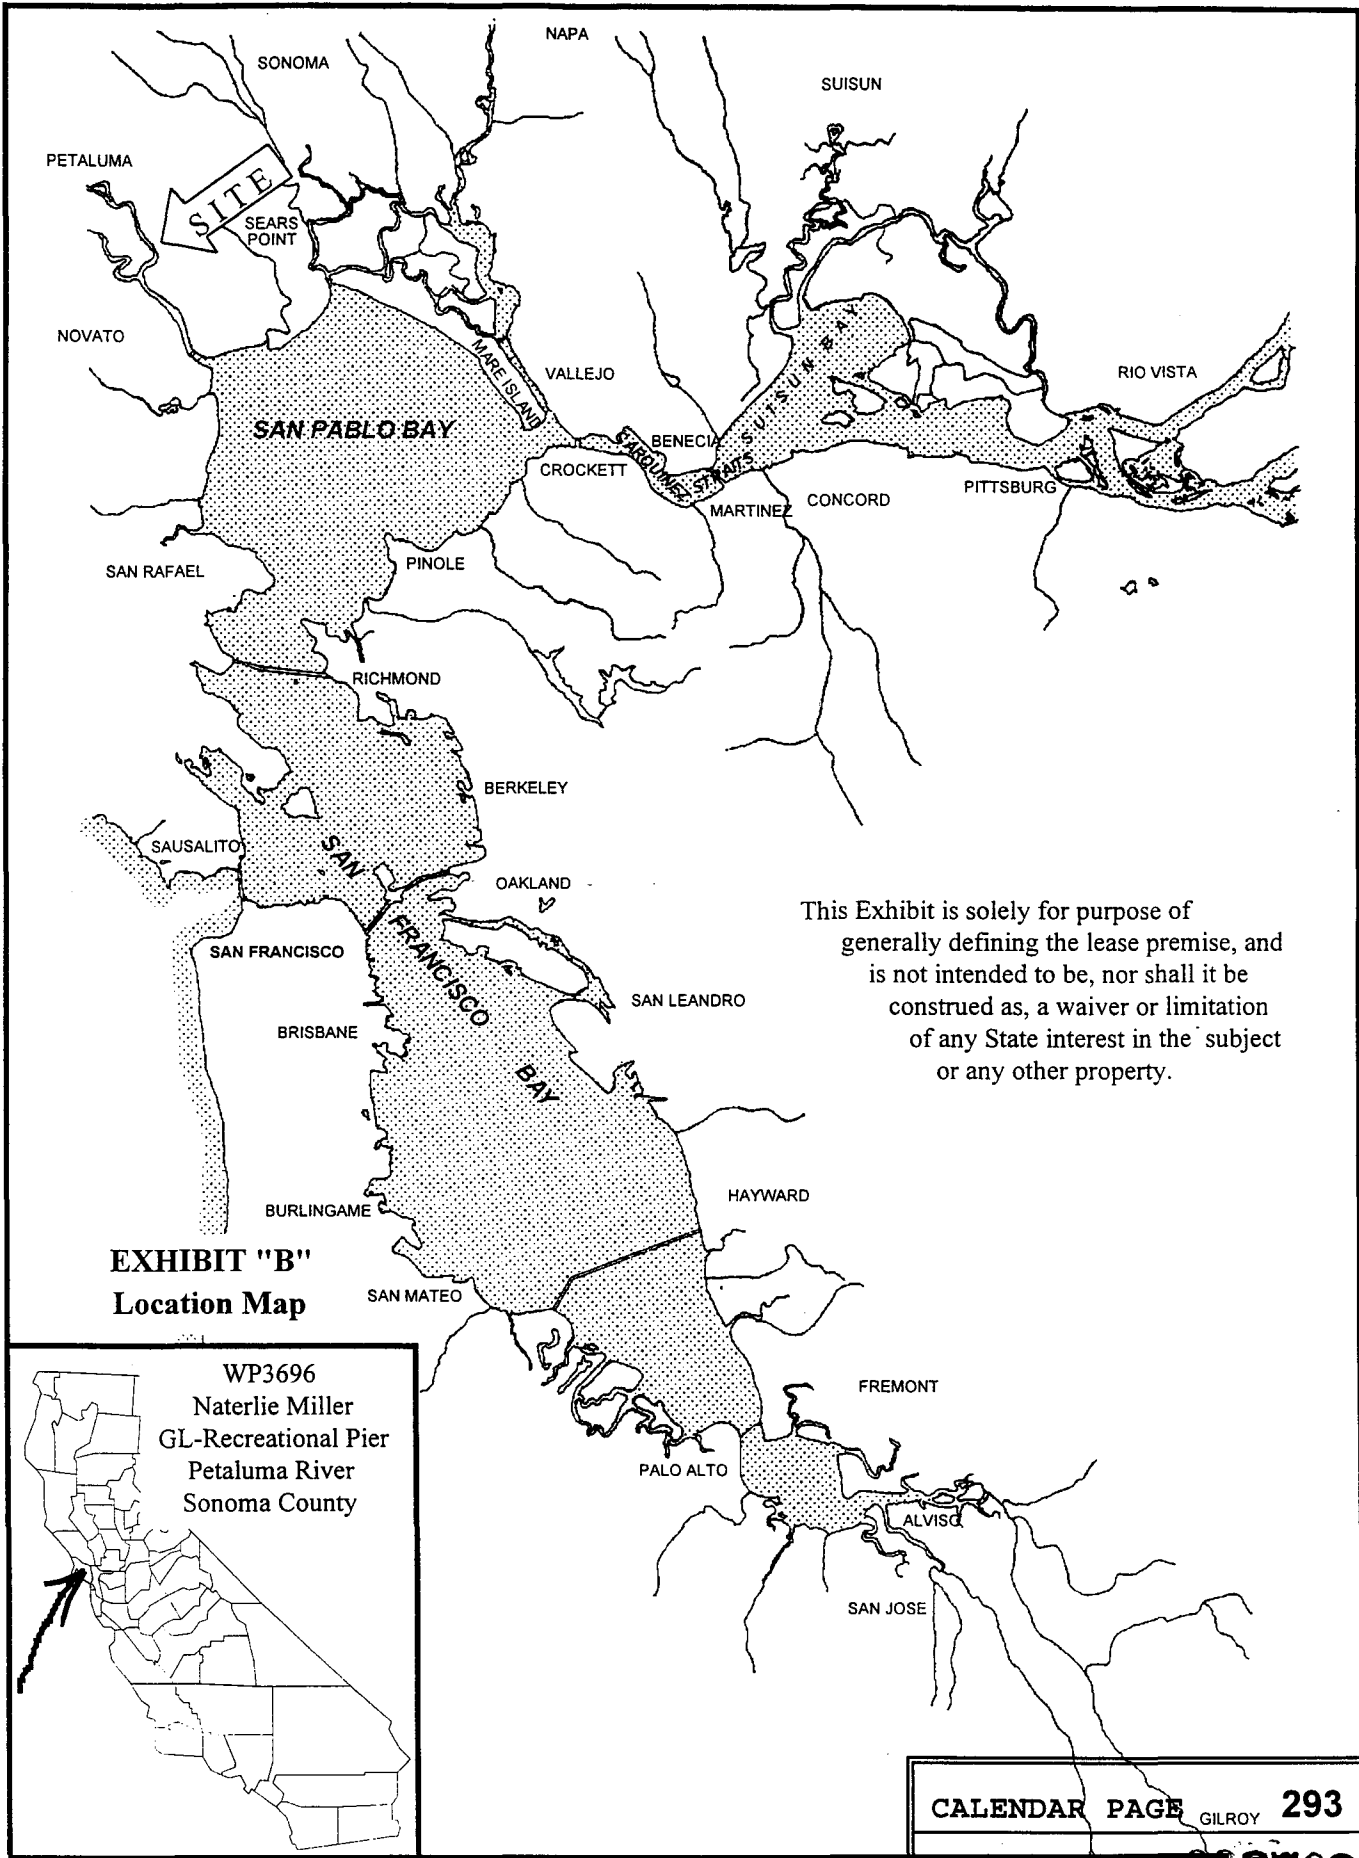 NAPA
SONOMA
SUISUN
PETALUMA
SITE
SEARS
POINT
NOVATO
MARE ISLAND
VALLEJO
SUTSUN BAY
RIO VISTA
SAN PABLO BAY
BENECIA
CROCKETT
CARQUINEZ STRAITS
PITTSBURG
CONCORD
MARTINEZ
PINOLE
SAN RAFAEL
RICHMOND
BERKELEY
SAUSALITO
SAN
FRANCISCO
BAY
OAKLAND
SAN FRANCISCO
SAN LEANDRO
BRISBANE
This Exhibit is solely for purpose of
generally defining the lease premise, and
is not intended to be, nor shall it be
construed as, a waiver or limitation
of any State interest in the subject
or any other property.
HAYWARD
BURLINGAME
EXHIBIT "B"
Location Map
SAN MATEO
WP3696
Naterlie Miller
GL-Recreational Pier
Petaluma River
Sonoma County
FREMONT
PALO ALTO
ALVISO
SAN JOSE
CALENDAR PAGE GILROY 293